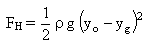 F_H = 1/2 ρ g (y_o − y_g)²